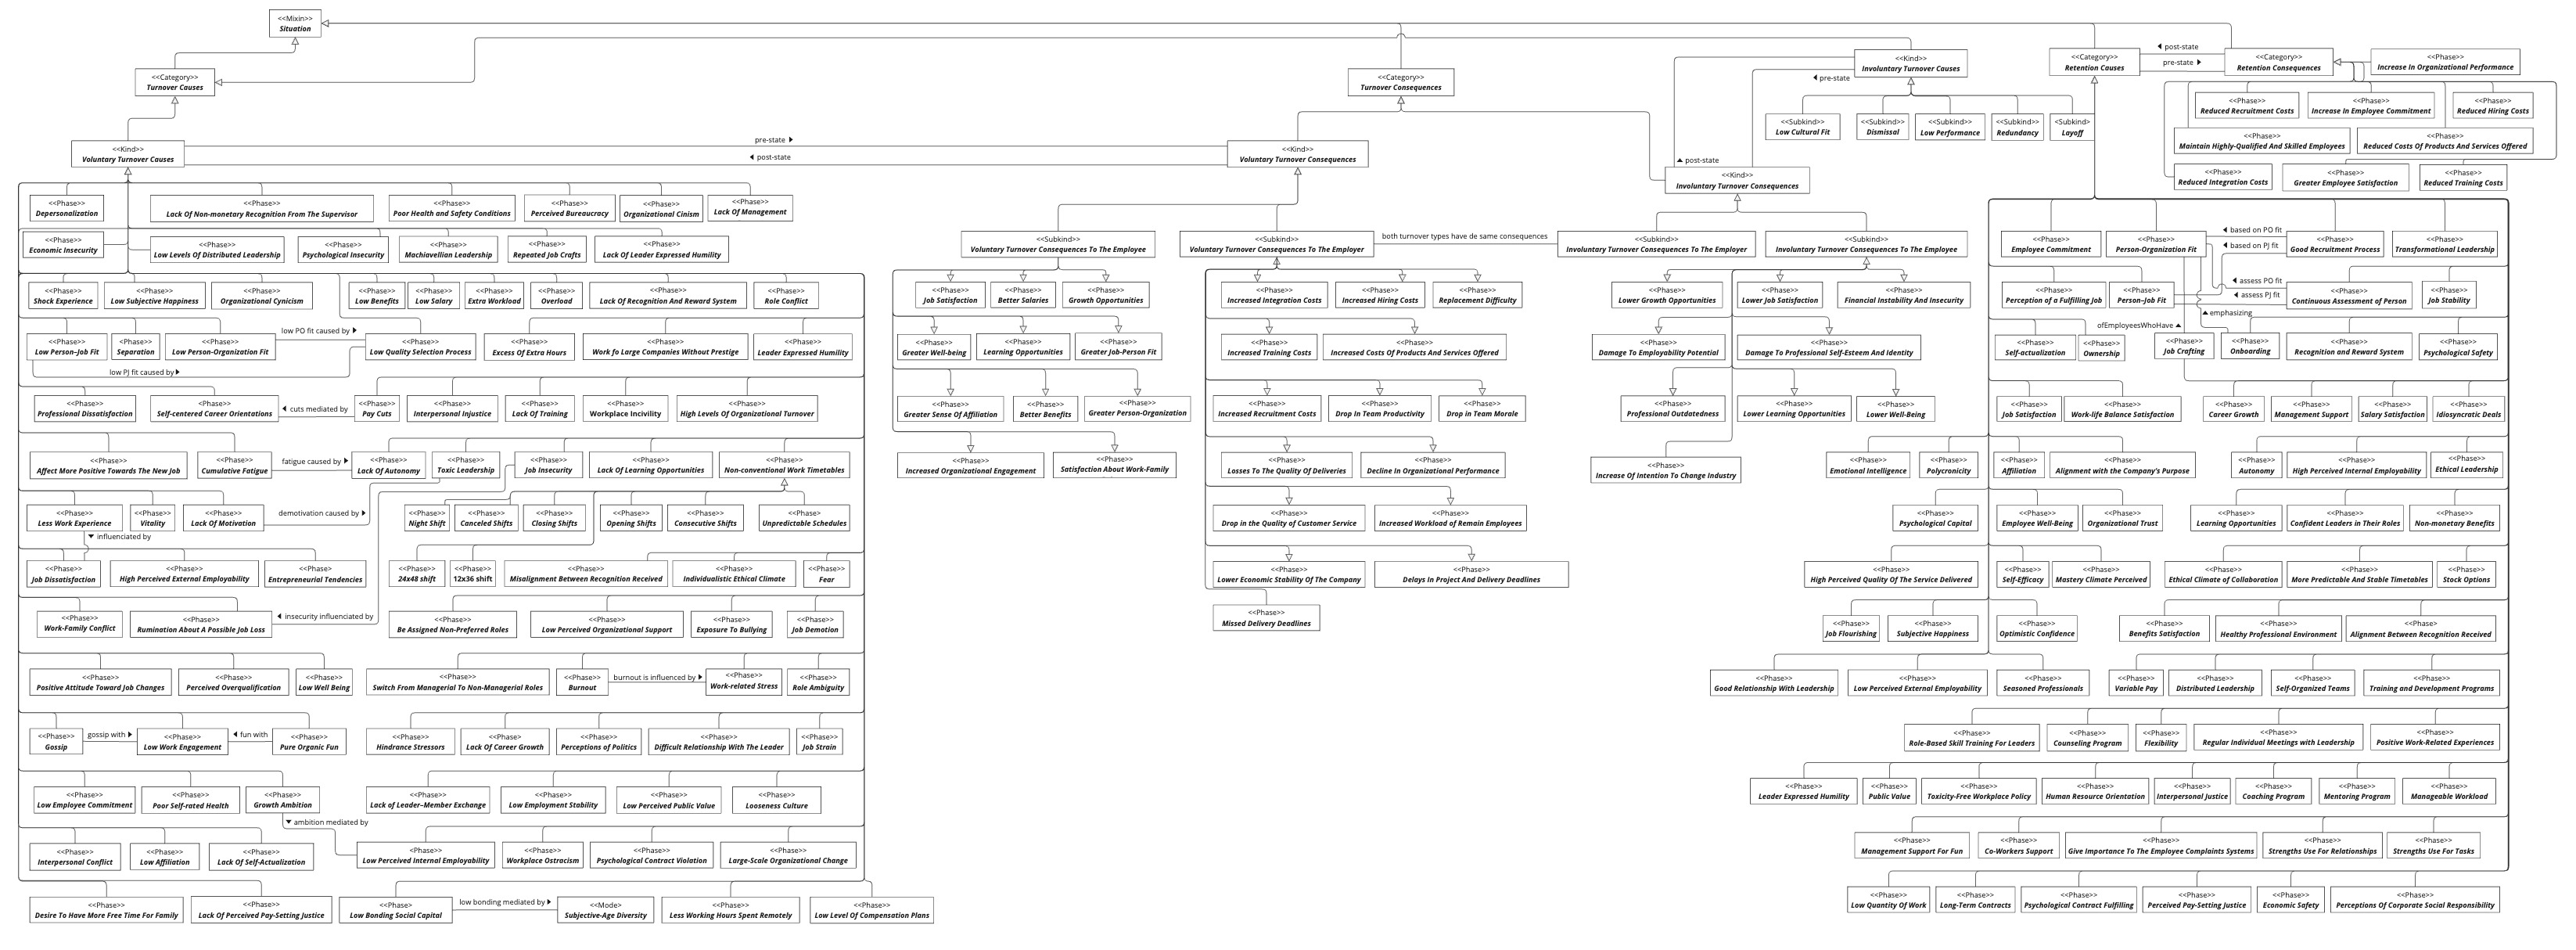 <<Mixin>>
Situation
<<Category>>
Turnover Causes
<<Category>>
Turnover Consequences
<<Kind>>
Involuntary Turnover Causes
<<Category>>
Retention Causes
◀ post-state
pre-state ▶
<<Category>>
Retention Consequences
<<Phase>>
Increase In Organizational Performance
◀ pre-state
<<Phase>>
Reduced Recruitment Costs
<<Phase>>
Increase In Employee Commitment
<<Phase>>
Reduced Hiring Costs
<<Subkind>>
Low Cultural Fit
<<Subkind>>
Dismissal
<<Subkind>>
Low Performance
<<Subkind>>
Redundancy
<Subkind>
Layoff
<<Phase>>
Maintain Highly-Qualified And Skilled Employees
<<Phase>>
Reduced Costs Of Products And Services Offered
<<Phase>>
Reduced Integration Costs
<<Phase>>
Greater Employee Satisfaction
<<Phase>>
Reduced Training Costs
<<Kind>>
Voluntary Turnover Causes
pre-state ▶
◀ post-state
<<Kind>>
Voluntary Turnover Consequences
▲ post-state
<<Kind>>
Involuntary Turnover Consequences
<<Phase>>
Depersonalization
<<Phase>>
Lack Of Non-monetary Recognition From The Supervisor
<<Phase>>
Poor Health and Safety Conditions
<<Phase>>
Perceived Bureaucracy
<<Phase>>
Organizational Cinism
<<Phase>>
Lack Of Management
<<Phase>>
Economic Insecurity
<<Phase>>
Low Levels Of Distributed Leadership
<<Phase>>
Psychological Insecurity
<<Phase>>
Machiavellian Leadership
<<Phase>>
Repeated Job Crafts
<<Phase>>
Lack Of Leader Expressed Humility
<<Phase>>
Shock Experience
<<Phase>>
Low Subjective Happiness
<<Phase>>
Organizational Cynicism
<<Phase>>
Low Benefits
<<Phase>>
Low Salary
<<Phase>>
Extra Workload
<<Phase>>
Overload
<<Phase>>
Lack Of Recognition And Reward System
<<Phase>>
Role Conflict
<<Phase>>
Low Person–Job Fit
<<Phase>>
Separation
<<Phase>>
Low Person-Organization Fit
low PO fit caused by ▶
<<Phase>>
Low Quality Selection Process
<<Phase>>
Excess Of Extra Hours
<<Phase>>
Work fo Large Companies Without Prestige
<<Phase>>
Leader Expressed Humility
low PJ fit caused by ▶
<<Phase>>
Professional Dissatisfaction
<Phase>>
Self-centered Career Orientations
◀ cuts mediated by
<<Phase>>
Pay Cuts
<<Phase>>
Interpersonal Injustice
<<Phase>>
Lack Of Training
<<Phase>>
Workplace Incivility
<<Phase>>
High Levels Of Organizational Turnover
<<Phase>>
Affect More Positive Towards The New Job
<<Phase>>
Cumulative Fatigue
fatigue caused by ▶
<<Phase>>
Lack Of Autonomy
<<Phase>>
Toxic Leadership
<<Phase>>
Job Insecurity
<<Phase>>
Lack Of Learning Opportunities
<<Phase>>
Non-conventional Work Timetables
<<Phase>>
Less Work Experience
<<Phase>>
Vitality
<<Phase>>
Lack Of Motivation
demotivation caused by ▶
<<Phase>>
Night Shift
<<Phase>>
Canceled Shifts
<<Phase>>
Closing Shifts
<<Phase>>
Opening Shifts
<<Phase>>
Consecutive Shifts
<<Phase>>
Unpredictable Schedules
▼ influenciated by
<<Phase>>
Job Dissatisfaction
<<Phase>>
High Perceived External Employability
<<Phase>
Entrepreneurial Tendencies
<<Phase>>
24x48 shift
<<Phase>>
12x36 shift
<<Phase>>
Misalignment Between Recognition Received
<<Phase>>
Individualistic Ethical Climate
<<Phase>>
Fear
<<Phase>>
Work-Family Conflict
<<Phase>>
Rumination About A Possible Job Loss
◀ insecurity influenciated by
<<Phase>>
Be Assigned Non-Preferred Roles
<<Phase>>
Low Perceived Organizational Support
<<Phase>>
Exposure To Bullying
<<Phase>>
Job Demotion
<<Phase>>
Positive Attitude Toward Job Changes
<<Phase>>
Perceived Overqualification
<<Phase>>
Low Well Being
<<Phase>>
Switch From Managerial To Non-Managerial Roles
<<Phase>>
Burnout
burnout is influenced by ▶
<<Phase>>
Work-related Stress
<<Phase>>
Role Ambiguity
<<Phase>>
Gossip
gossip with ▶
<<Phase>>
Low Work Engagement
◀ fun with
<<Phase>>
Pure Organic Fun
<<Phase>>
Hindrance Stressors
<Phase>>
Lack Of Career Growth
<<Phase>>
Perceptions of Politics
<<Phase>>
Difficult Relationship With The Leader
<<Phase>>
Job Strain
<<Phase>>
Low Employee Commitment
<<Phase>>
Poor Self-rated Health
<<Phase>>
Growth Ambition
<<Phase>>
Lack of Leader–Member Exchange
<<Phase>>
Low Employment Stability
<<Phase>>
Low Perceived Public Value
<<Phase>>
Looseness Culture
▼ ambition mediated by
<<Phase>>
Interpersonal Conflict
<<Phase>>
Low Affiliation
<<Phase>>
Lack Of Self-Actualization
<Phase>>
Low Perceived Internal Employability
<<Phase>>
Workplace Ostracism
<<Phase>>
Psychological Contract Violation
<<Phase>>
Large-Scale Organizational Change
<<Phase>>
Desire To Have More Free Time For Family
<<Phase>>
Lack Of Perceived Pay-Setting Justice
<<Phase>
Low Bonding Social Capital
low bonding mediated by ▶
<<Mode>
Subjective-Age Diversity
<<Phase>>
Less Working Hours Spent Remotely
<<Phase>>
Low Level Of Compensation Plans
<<Subkind>>
Voluntary Turnover Consequences To The Employee
<<Subkind>>
Voluntary Turnover Consequences To The Employer
both turnover types have de same consequences
<<Subkind>>
Involuntary Turnover Consequences To The Employer
<<Subkind>>
Involuntary Turnover Consequences To The Employee
<<Phase>>
Job Satisfaction
<<Phase>>
Better Salaries
<<Phase>>
Growth Opportunities
<<Phase>>
Greater Well-being
<<Phase>>
Learning Opportunities
<<Phase>>
Greater Job-Person Fit
<<Phase>>
Greater Sense Of Affiliation
<<Phase>>
Better Benefits
<<Phase>>
Greater Person-Organization
<<Phase>>
Increased Organizational Engagement
<<Phase>>
Satisfaction About Work-Family
<<Phase>>
Increased Integration Costs
<<Phase>>
Increased Hiring Costs
<<Phase>>
Replacement Difficulty
<<Phase>>
Increased Training Costs
<<Phase>>
Increased Costs Of Products And Services Offered
<<Phase>>
Increased Recruitment Costs
<<Phase>>
Drop In Team Productivity
<<Phase>>
Drop in Team Morale
<<Phase>>
Losses To The Quality Of Deliveries
<<Phase>>
Decline In Organizational Performance
<<Phase>>
Drop in the Quality of Customer Service
<<Phase>>
Increased Workload of Remain Employees
<<Phase>>
Lower Economic Stability Of The Company
<<Phase>>
Delays In Project And Delivery Deadlines
<<Phase>>
Missed Delivery Deadlines
<<Phase>>
Lower Growth Opportunities
<<Phase>>
Lower Job Satisfaction
<<Phase>>
Financial Instability And Insecurity
<<Phase>>
Damage To Employability Potential
<<Phase>>
Damage To Professional Self-Esteem And Identity
<<Phase>>
Professional Outdatedness
<<Phase>>
Lower Learning Opportunities
<<Phase>>
Lower Well-Being
<<Phase>>
Increase Of Intention To Change Industry
<<Phase>>
Employee Commitment
<<Phase>>
Person-Organization Fit
◀ based on PO fit
◀ based on PJ fit
<<Phase>>
Good Recruitment Process
<<Phase>>
Transformational Leadership
<<Phase>>
Perception of a Fulfilling Job
<<Phase>>
Person-Job Fit
◀ assess PO fit
◀ assess PJ fit
<<Phase>>
Continuous Assessment of Person
<<Phase>>
Job Stability
▲ emphasizing
ofEmployeesWhoHave ▲
<<Phase>>
Self-actualization
<<Phase>>
Ownership
<<Phase>>
Job Crafting
<<Phase>>
Onboarding
<<Phase>>
Recognition and Reward System
<<Phase>>
Psychological Safety
<<Phase>>
Job Satisfaction
<<Phase>>
Work-life Balance Satisfaction
<<Phase>>
Career Growth
<<Phase>>
Management Support
<<Phase>>
Salary Satisfaction
<<Phase>>
Idiosyncratic Deals
<<Phase>>
Emotional Intelligence
<<Phase>>
Polycronicity
<<Phase>>
Affiliation
<<Phase>>
Alignment with the Company's Purpose
<<Phase>>
Autonomy
<<Phase>>
High Perceived Internal Employability
<<Phase>>
Ethical Leadership
<<Phase>>
Psychological Capital
<<Phase>>
Employee Well-Being
<<Phase>>
Organizational Trust
<<Phase>>
Learning Opportunities
<<Phase>>
Confident Leaders in Their Roles
<<Phase>>
Non-monetary Benefits
<<Phase>>
High Perceived Quality Of The Service Delivered
<<Phase>>
Self-Efficacy
<<Phase>>
Mastery Climate Perceived
<<Phase>>
Ethical Climate of Collaboration
<<Phase>>
More Predictable And Stable Timetables
<<Phase>>
Stock Options
<<Phase>>
Job Flourishing
<<Phase>>
Subjective Happiness
<<Phase>>
Optimistic Confidence
<<Phase>>
Benefits Satisfaction
<<Phase>>
Healthy Professional Environment
<<Phase>
Alignment Between Recognition Received
<<Phase>>
Good Relationship With Leadership
<<Phase>>
Low Perceived External Employability
<<Phase>>
Seasoned Professionals
<<Phase>>
Variable Pay
<<Phase>>
Distributed Leadership
<<Phase>>
Self-Organized Teams
<<Phase>>
Training and Development Programs
<<Phase>>
Role-Based Skill Training For Leaders
<<Phase>>
Counseling Program
<<Phase>>
Flexibility
<<Phase>>
Regular Individual Meetings with Leadership
<<Phase>>
Positive Work-Related Experiences
<<Phase>>
Leader Expressed Humility
<<Phase>>
Public Value
<<Phase>>
Toxicity-Free Workplace Policy
<<Phase>>
Human Resource Orientation
<<Phase>>
Interpersonal Justice
<<Phase>>
Coaching Program
<<Phase>>
Mentoring Program
<<Phase>>
Manageable Workload
<<Phase>>
Management Support For Fun
<<Phase>>
Co-Workers Support
<<Phase>>
Give Importance To The Employee Complaints Systems
<<Phase>>
Strengths Use For Relationships
<<Phase>>
Strengths Use For Tasks
<<Phase>>
Low Quantity Of Work
<<Phase>>
Long-Term Contracts
<<Phase>>
Psychological Contract Fulfilling
<<Phase>>
Perceived Pay-Setting Justice
<<Phase>>
Economic Safety
<<Phase>>
Perceptions Of Corporate Social Responsibility